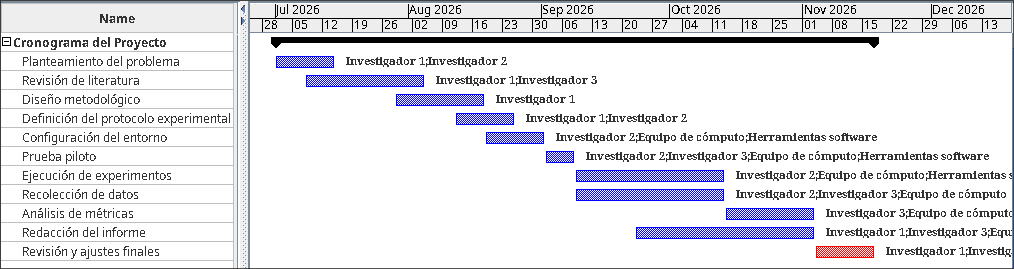 Name
Jul 2026 Aug 2026 Sep 2026 Oct 2026 Nov 2026 Dec 2026
28 05 12 19 26 02 09 16 23 30 06 13 20 27 04 11 18 25 01 08 15 22 29 06 13
Cronograma del Proyecto
Planteamiento del problema Investigador 1;Investigador 2
Revisión de literatura Investigador 1;Investigador 3
Diseño metodológico Investigador 1
Definición del protocolo experimental Investigador 1;Investigador 2
Configuración del entorno Investigador 2;Equipo de cómputo;Herramientas software
Prueba piloto Investigador 2;Investigador 3;Equipo de cómputo;Herramientas software
Ejecución de experimentos Investigador 2;Equipo de cómputo;Herramientas s
Recolección de datos Investigador 2;Investigador 3;Equipo de cómputo
Análisis de métricas Investigador 3;Equipo de cómputo
Redacción del informe Investigador 1;Investigador 3;Equ
Revisión y ajustes finales Investigador 1;Investig